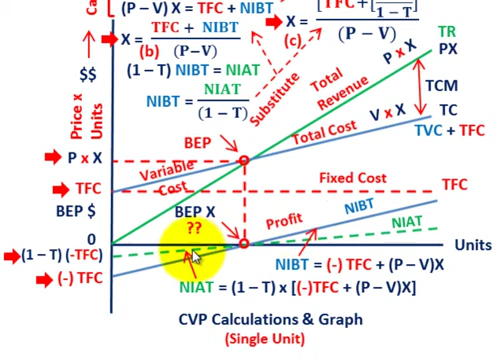 Ca
(P – V) X = TFC + NIBT
X = TFC + NIBT / (P-V)
(b)
X = [TFC+[ / 1 – T]
(P – V)
(c)
(1 – T) NIBT = NIAT
NIBT = NIAT / (1 – T)
Substitute
Price x
Units
$$
Total
Revenue
P x X
TR
PX
TCM
V x X
TC
TVC + TFC
Total Cost
BEP
P x X
Variable
Cost
TFC
Fixed Cost
TFC
BEP $
BEP X
??
Profit
NIBT
NIAT
0
Units
(1 – T) (-TFC)
(-) TFC
NIBT = (-) TFC + (P – V)X
NIAT = (1 – T) x [(-)TFC + (P – V)X]
CVP Calculations & Graph
(Single Unit)